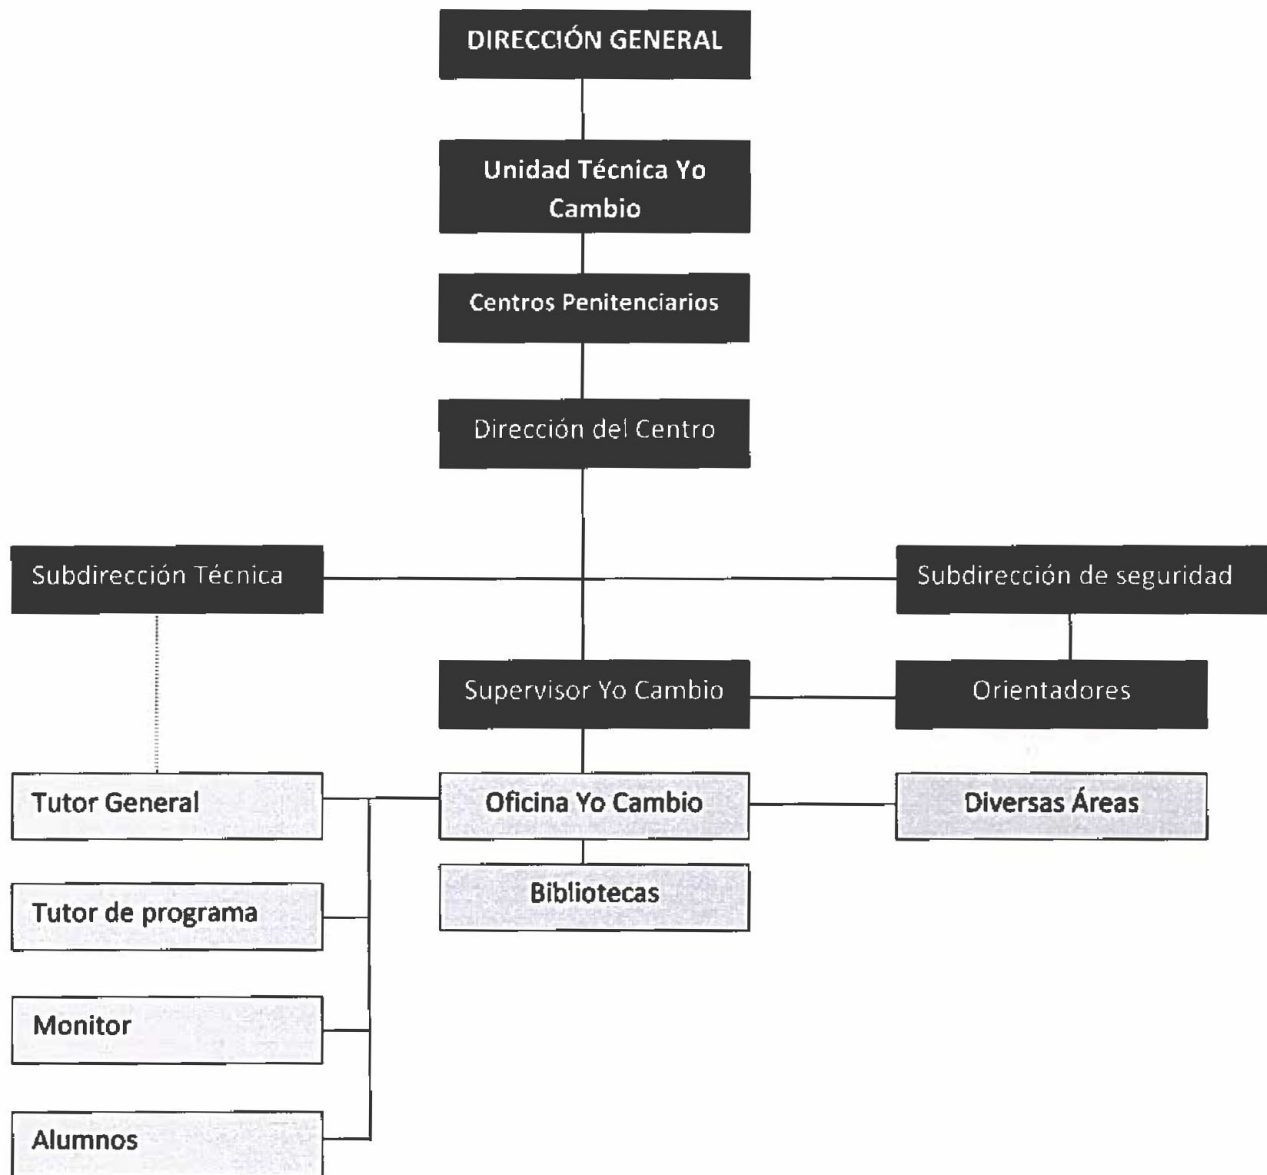 DIRECCIÓN GENERAL
Unidad Técnica Yo
Cambio
Centros Penitenciarios
Dirección del Centro
Subdirección Técnica
Subdirección de seguridad
Supervisor Yo Cambio
Orientadores
Tutor General
Oficina Yo Cambio
Diversas Áreas
Bibliotecas
Tutor de programa
Monitor
Alumnos